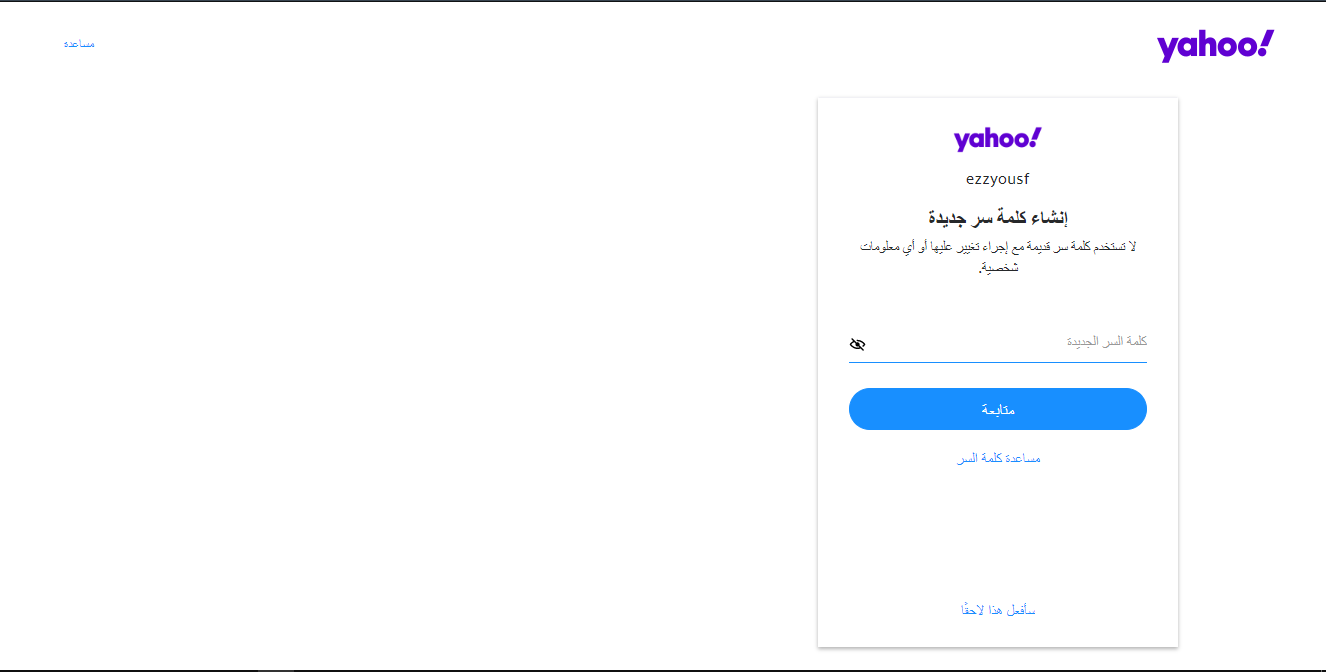 yahoo!
مساعدة
yahoo!
ezzyousf
إنشاء كلمة سر جديدة
لا تستخدم كلمة سر قديمة مع إجراء تغيير عليها أو أي معلومات
شخصية.
كلمة السر الجديدة
متابعة
مساعدة كلمة السر
سأفعل هذا لاحقًا